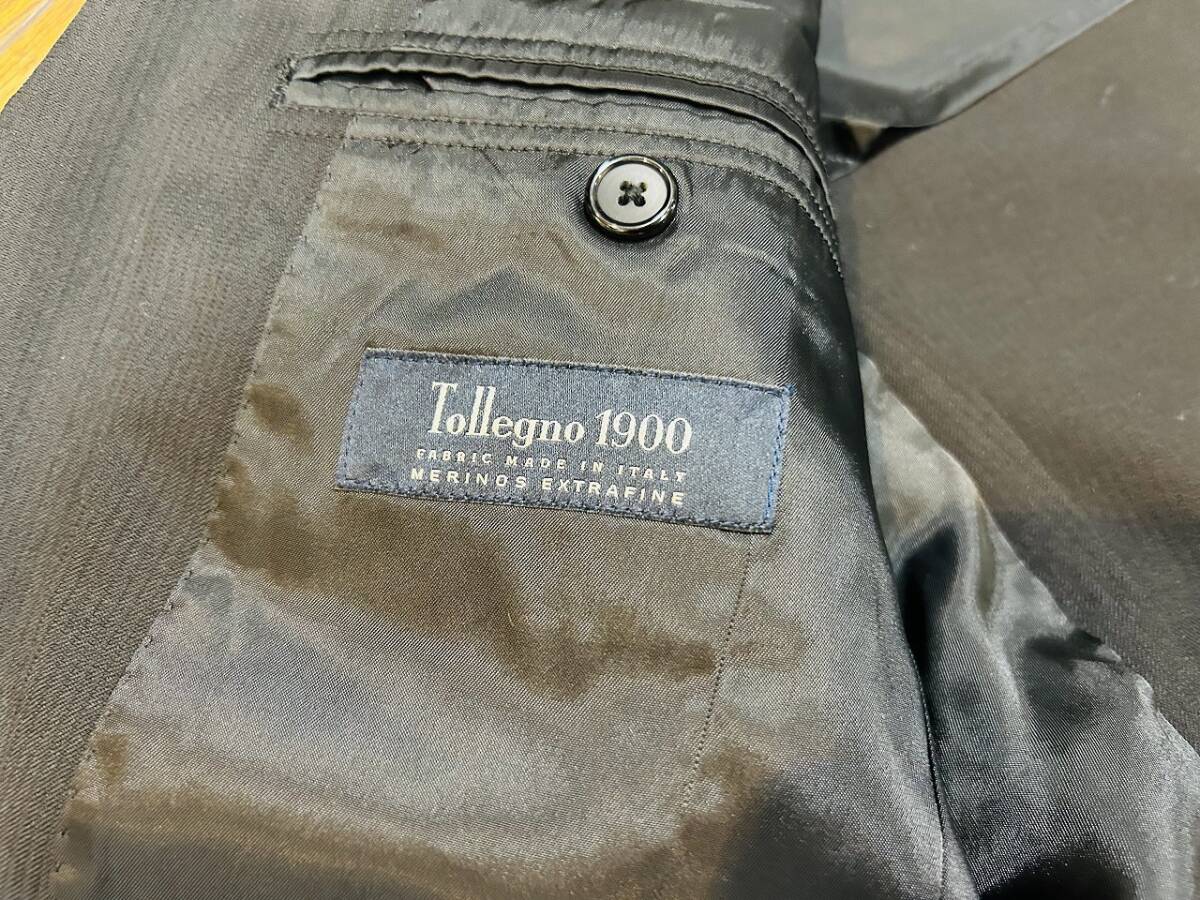 Tollegno 1900
FABRIC MADE IN ITALY
MERINOS EXTRAFINE